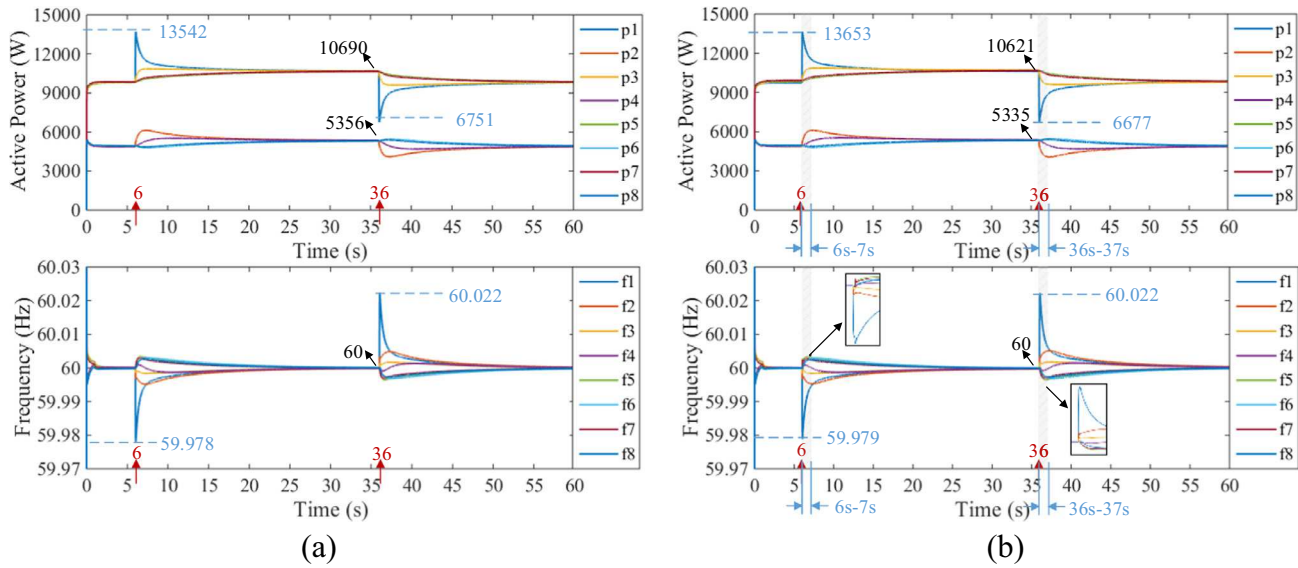 15000
12000
9000
6000
3000
0
Active Power (W)
13542
10690
5356
6751
6
36
p1
p2
p3
p4
p5
p6
p7
p8
0 5 10 15 20 25 30 35 40 45 50 55 60
Time (s)
60.03
60.02
60.01
60
59.99
59.98
59.97
Frequency (Hz)
60.022
60
59.978
6
36
f1
f2
f3
f4
f5
f6
f7
f8
0 5 10 15 20 25 30 35 40 45 50 55 60
Time (s)
(a)
15000
12000
9000
6000
3000
0
Active Power (W)
13653
10621
5335
6677
6
36
p1
p2
p3
p4
p5
p6
p7
p8
0 5 10 15 20 25 30 35 40 45 50 55 60
Time (s)
6s-7s
36s-37s
60.03
60.02
60.01
60
59.99
59.98
59.97
Frequency (Hz)
60.022
60
59.979
6
36
f1
f2
f3
f4
f5
f6
f7
f8
0 5 10 15 20 25 30 35 40 45 50 55 60
Time (s)
6s-7s
36s-37s
(b)